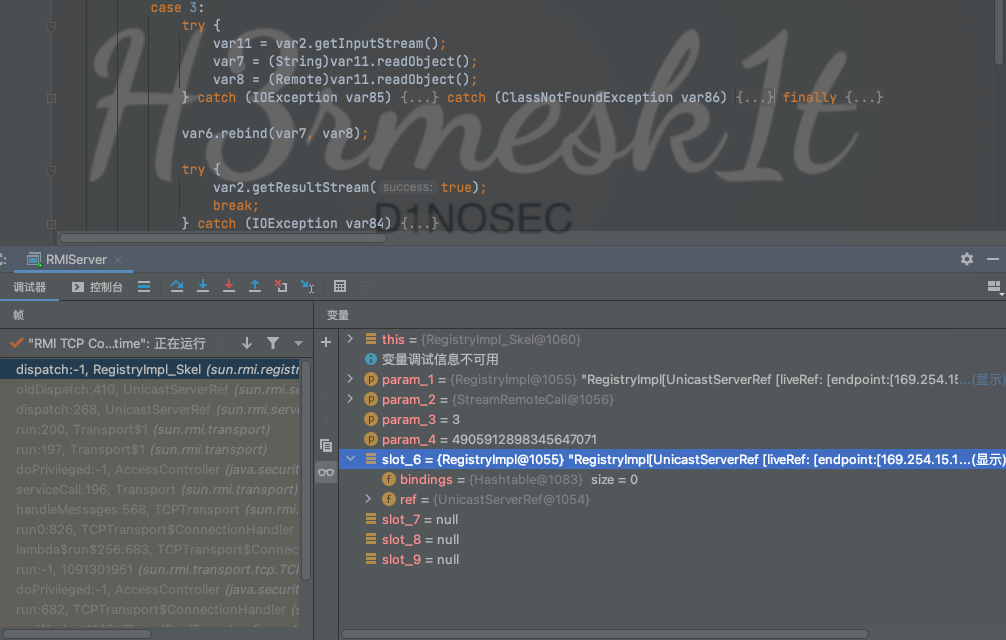 case 3:
try {
var11 = var2.getInputStream();
var7 = (String)var11.readObject();
var8 = (Remote)var11.readObject();
} catch (IOException var85) {...} catch (ClassNotFoundException var86) {...} finally {...}
var6.rebind(var7, var8);
try {
var2.getResultStream( success: true);
break;
} catch (IOException var84) {...}
H3rmesk1t
D1NOSEC
RMIServer
调试器
控制台
帧
变量
"RMI TCP Co...time": 正在运行
dispatch:-1, RegistryImpl_Skel (sun.rmi.registr
oldDispatch:410, UnicastServerRef (sun.rmi.se
dispatch:268, UnicastServerRef (sun.rmi.serve
run:200, Transport$1 (sun.rmi.transport)
run:197, Transport$1 (sun.rmi.transport)
doPrivileged:-1, AccessController (java.securit
serviceCall:196, Transport (sun.rmi.transport)
handleMessages:568, TCPTransport (sun.rmi.
run0:826, TCPTransport$ConnectionHandler
lambda$run$256:683, TCPTransport$Connec
run:-1, 1091301951 (sun.rmi.transport.tcp.TCP
doPrivileged:-1, AccessController (java.securit
run:682, TCPTransport$ConnectionHandler (s
this = {RegistryImpl_Skel@1060}
变量调试信息不可用
param_1 = {RegistryImpl@1055} "RegistryImpl[UnicastServerRef [liveRef: [endpoint:[169.254.15...(显示)
param_2 = {StreamRemoteCall@1056}
param_3 = 3
param_4 = 4905912898345647071
slot_6 = {RegistryImpl@1055} "RegistryImpl[UnicastServerRef [liveRef: [endpoint:[169.254.15.1...(显示)
bindings = {Hashtable@1083} size = 0
ref = {UnicastServerRef@1054}
slot_7 = null
slot_8 = null
slot_9 = null